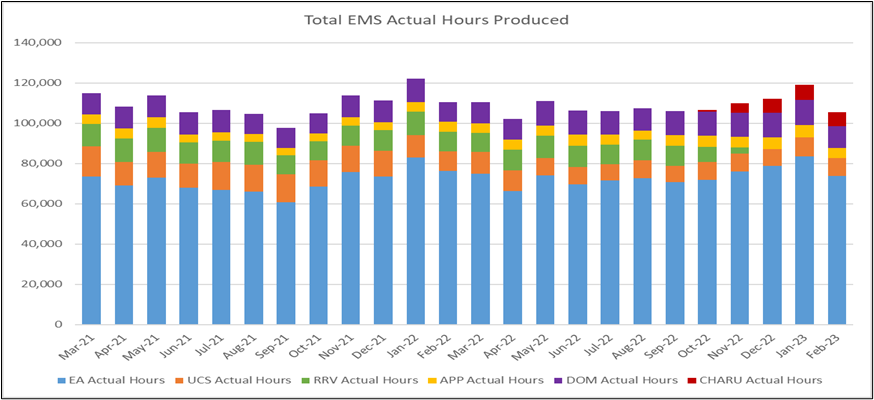 Total EMS Actual Hours Produced
140,000
120,000
100,000
80,000
60,000
40,000
20,000
0
Mar-21 Apr-21 May-21 Jun-21 Jul-21 Aug-21 Sep-21 Oct-21 Nov-21 Dec-21 Jan-22 Feb-22 Mar-22 Apr-22 May-22 Jun-22 Jul-22 Aug-22 Sep-22 Oct-22 Nov-22 Dec-22 Jan-23 Feb-23
EA Actual Hours UCS Actual Hours RRV Actual Hours APP Actual Hours DOM Actual Hours CHARU Actual Hours